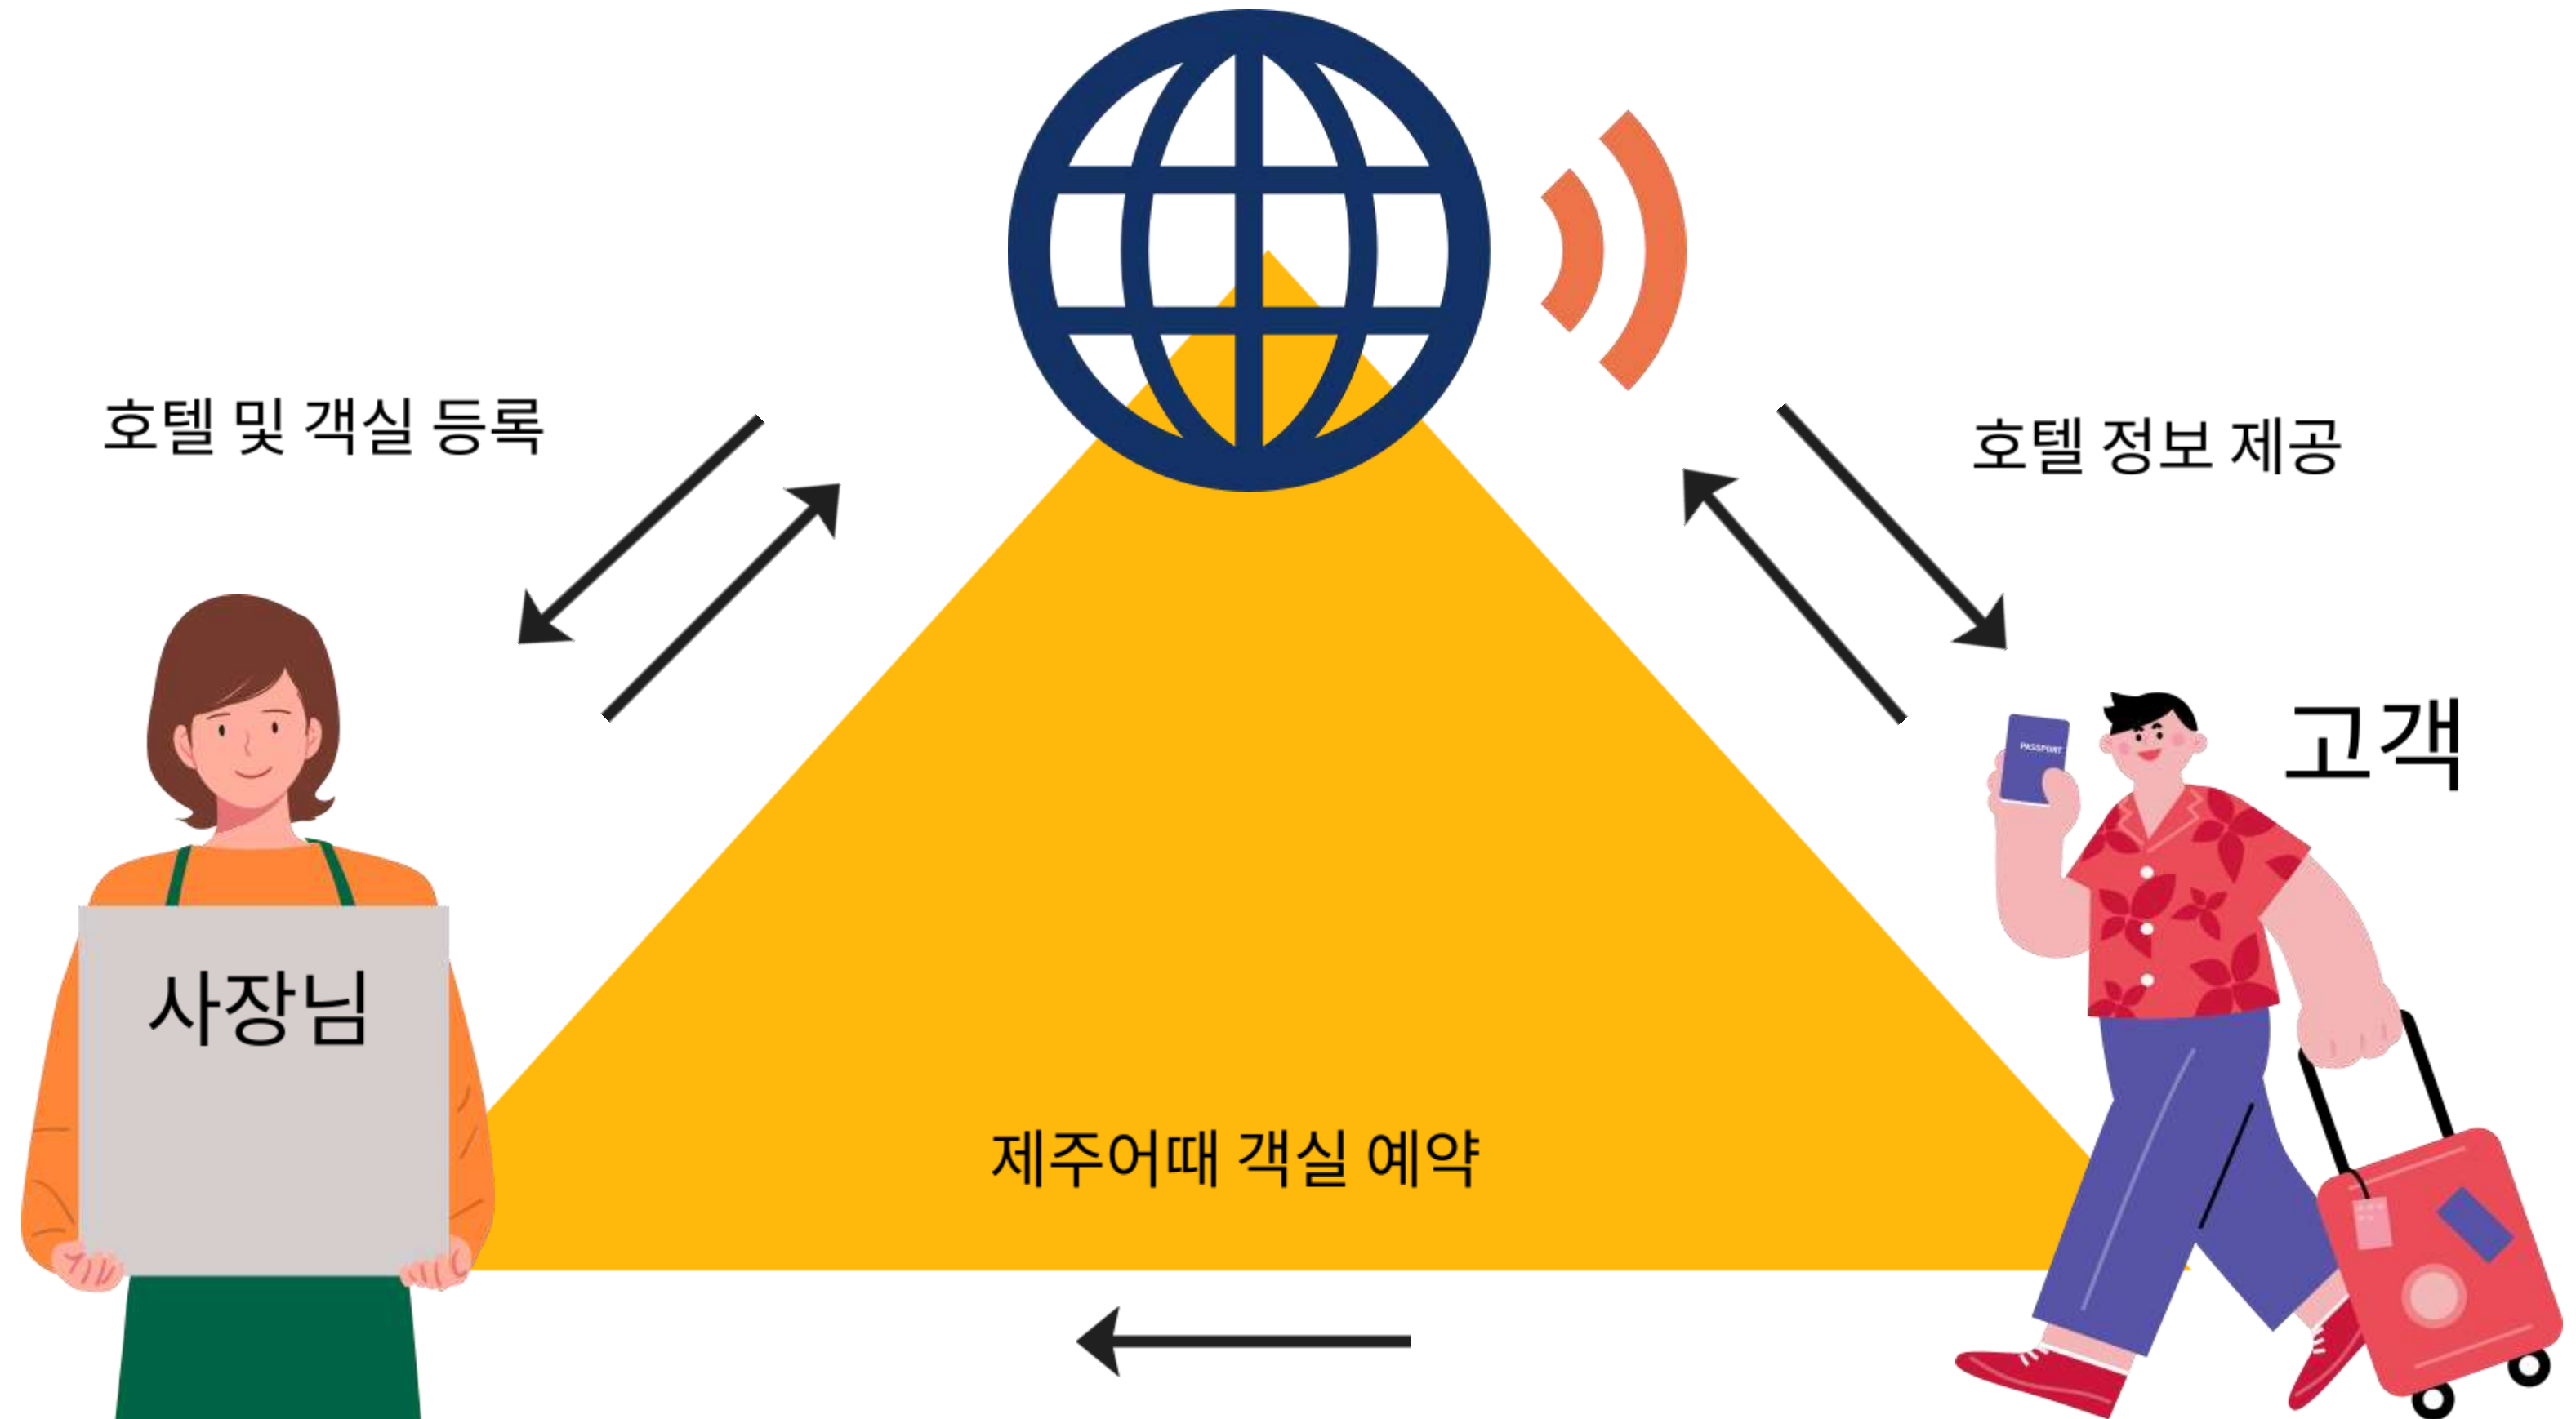 호텔 및 객실 등록
호텔 정보 제공
PASSPORT
고객
사장님
제주어때 객실 예약